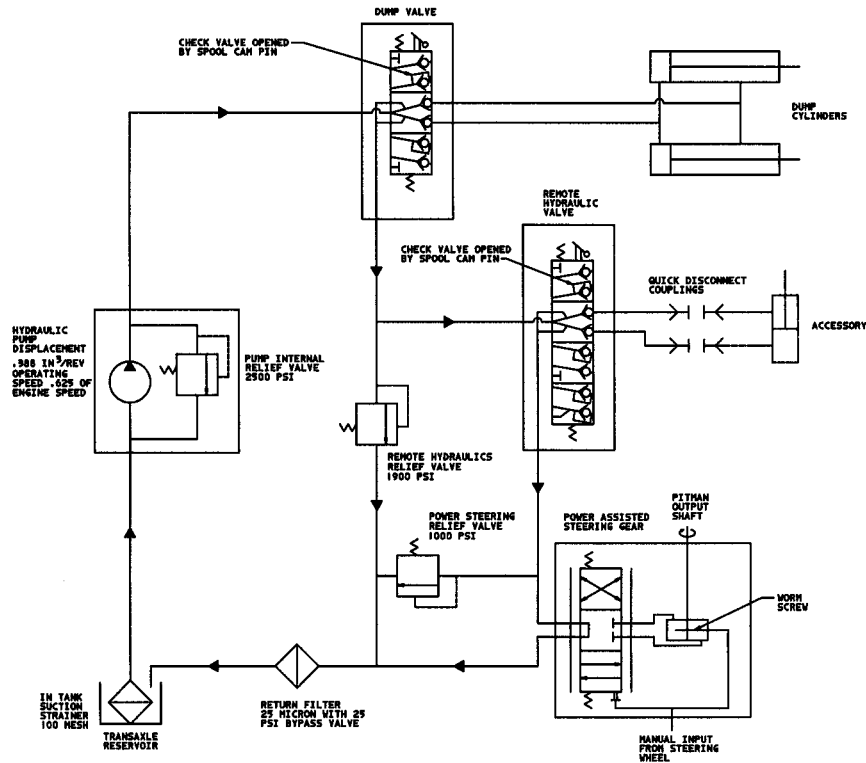 DUMP VALVE
CHECK VALVE OPENED
BY SPOOL CAM PIN
DUMP
CYLINDERS
REMOTE
HYDRAULIC
VALVE
CHECK VALVE OPENED
BY SPOOL CAM PIN
QUICK DISCONNECT
COUPLINGS
ACCESSORY
HYDRAULIC
PUMP
DISPLACEMENT
.988 IN³/REV
OPERATING
SPEED .625 OF
ENGINE SPEED
PUMP INTERNAL
RELIEF VALVE
2500 PSI
REMOTE HYDRAULICS
RELIEF VALVE
1900 PSI
POWER STEERING
RELIEF VALVE
1000 PSI
POWER ASSISTED
STEERING GEAR
PITMAN
OUTPUT
SHAFT
WORM
SCREW
IN TANK
SUCTION
STRAINER
100 MESH
TRANSAXLE
RESERVOIR
RETURN FILTER
25 MICRON WITH 25
PSI BYPASS VALVE
MANUAL INPUT
FROM STEERING
WHEEL